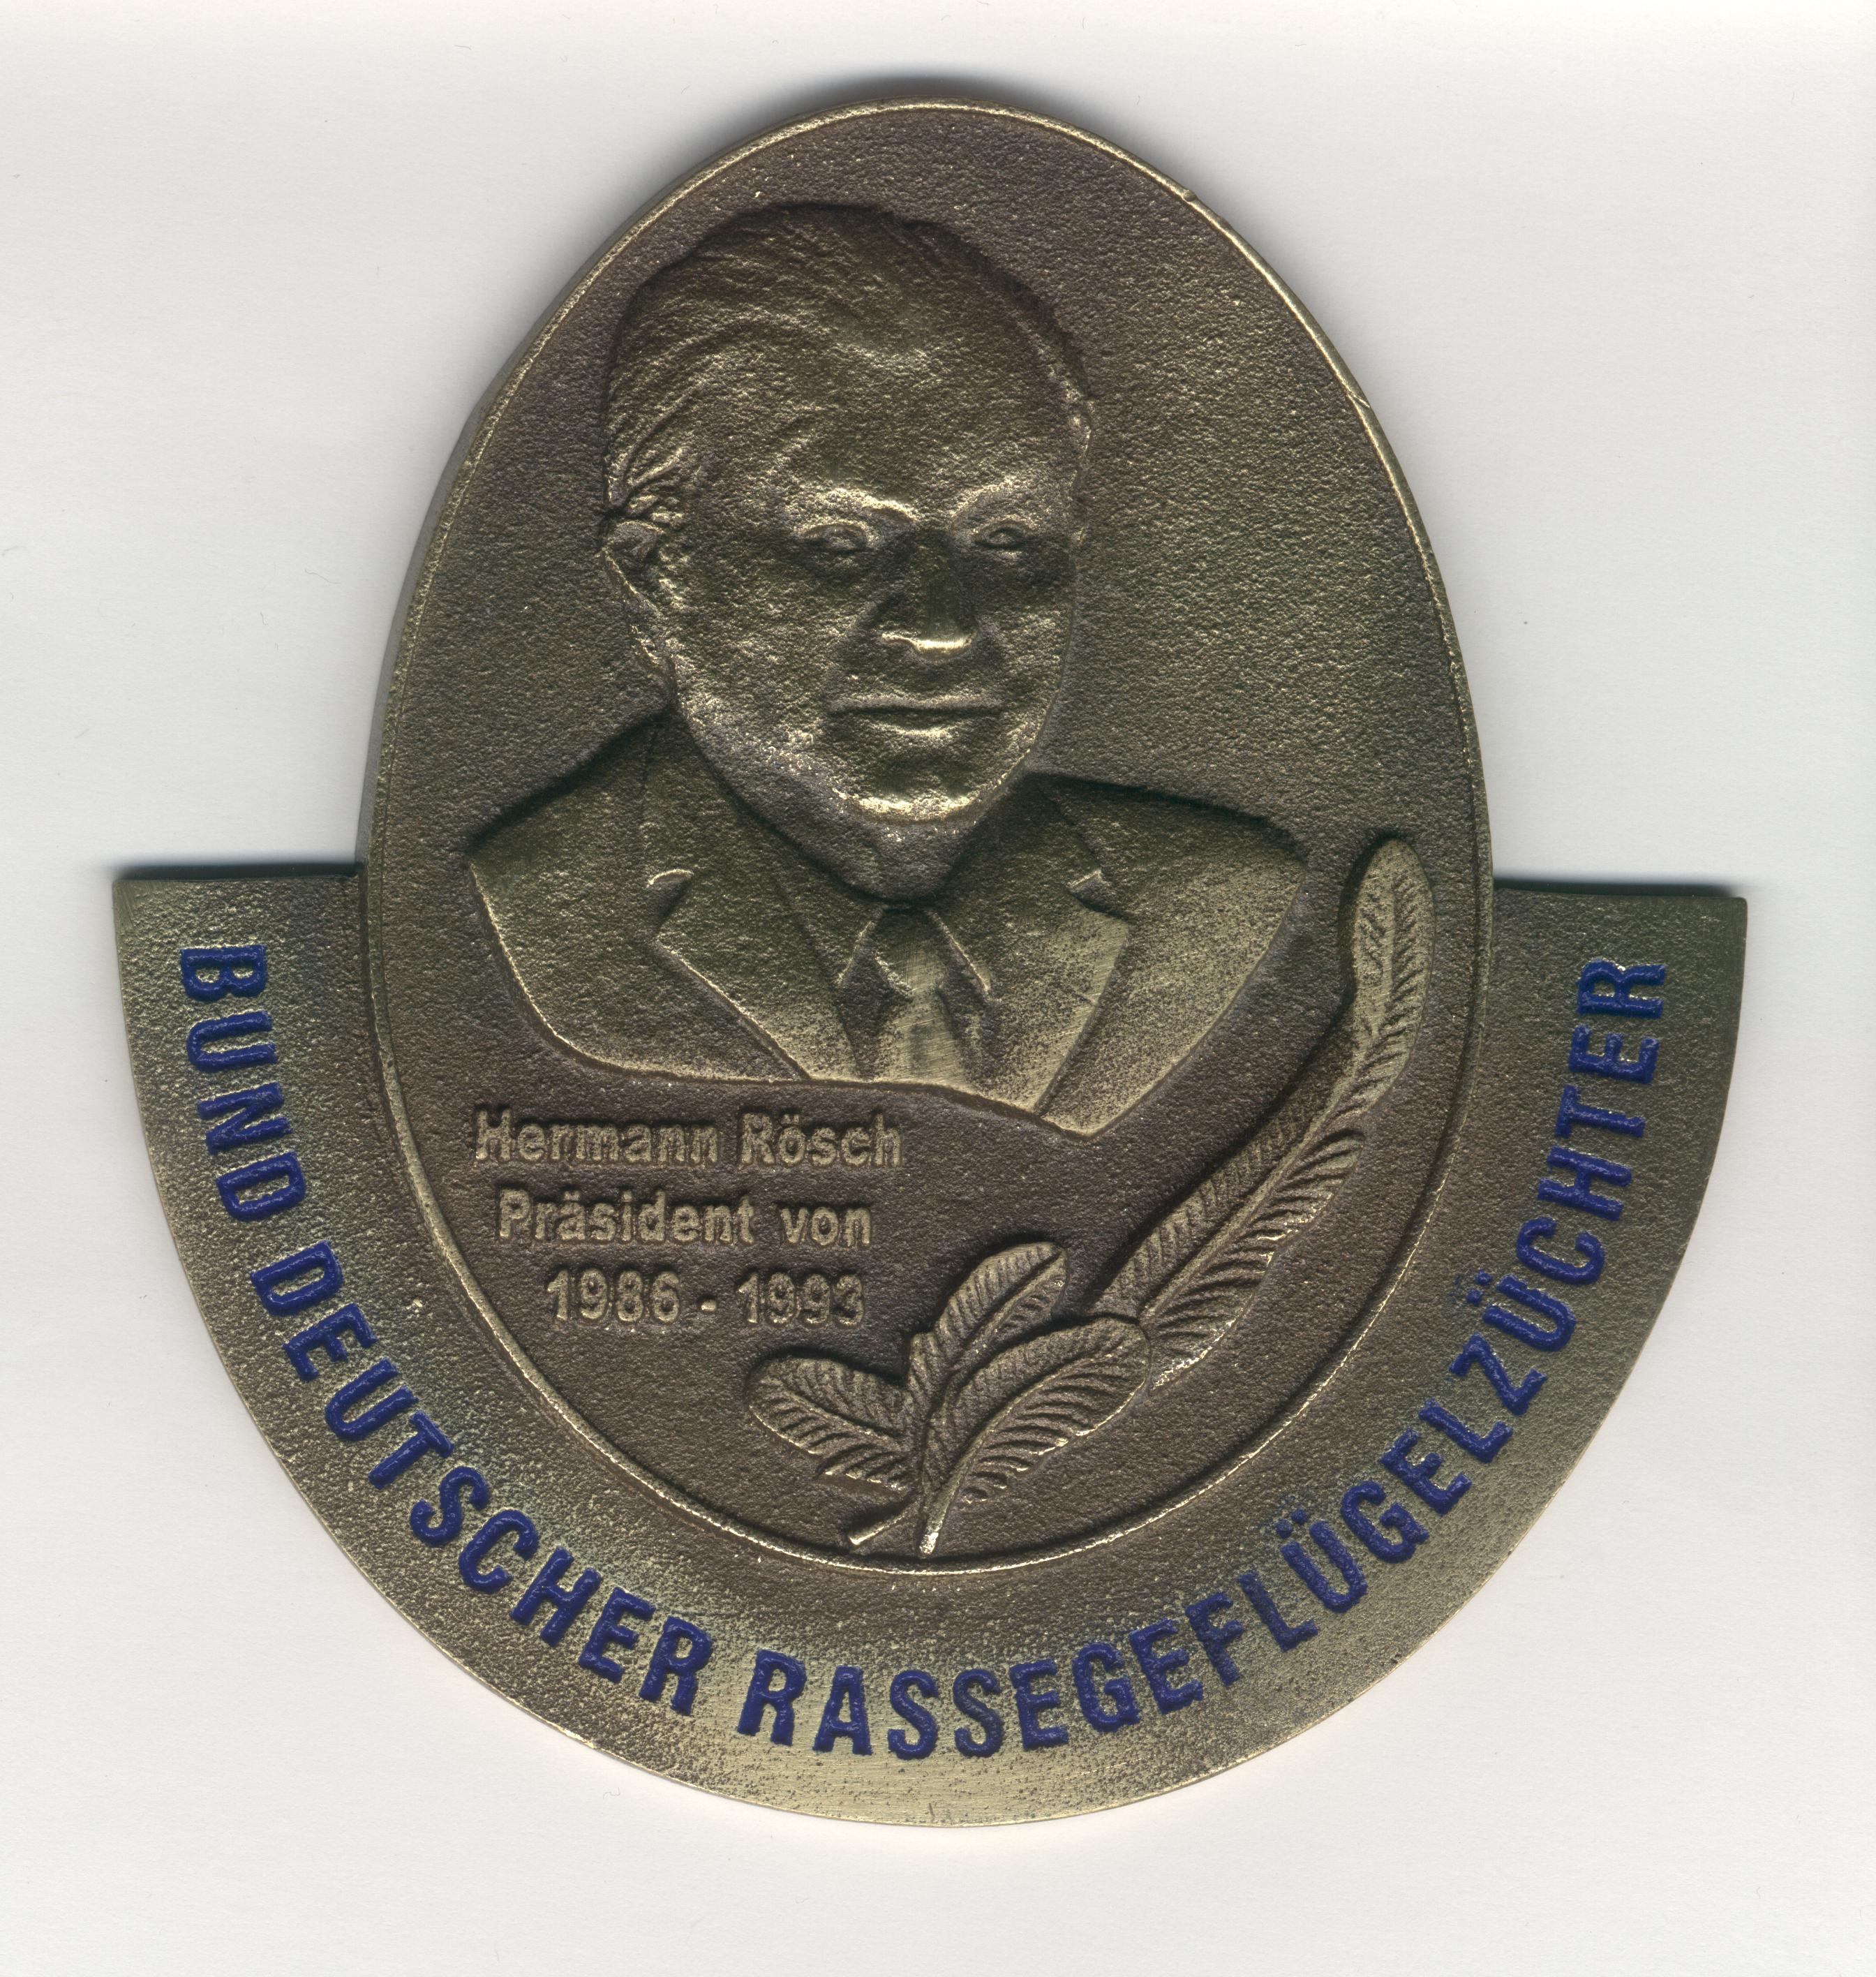 Hermann Rösch
Präsident von
1986 - 1993
BUND DEUTSCHER RASSEGEFLÜGELZÜCHTER